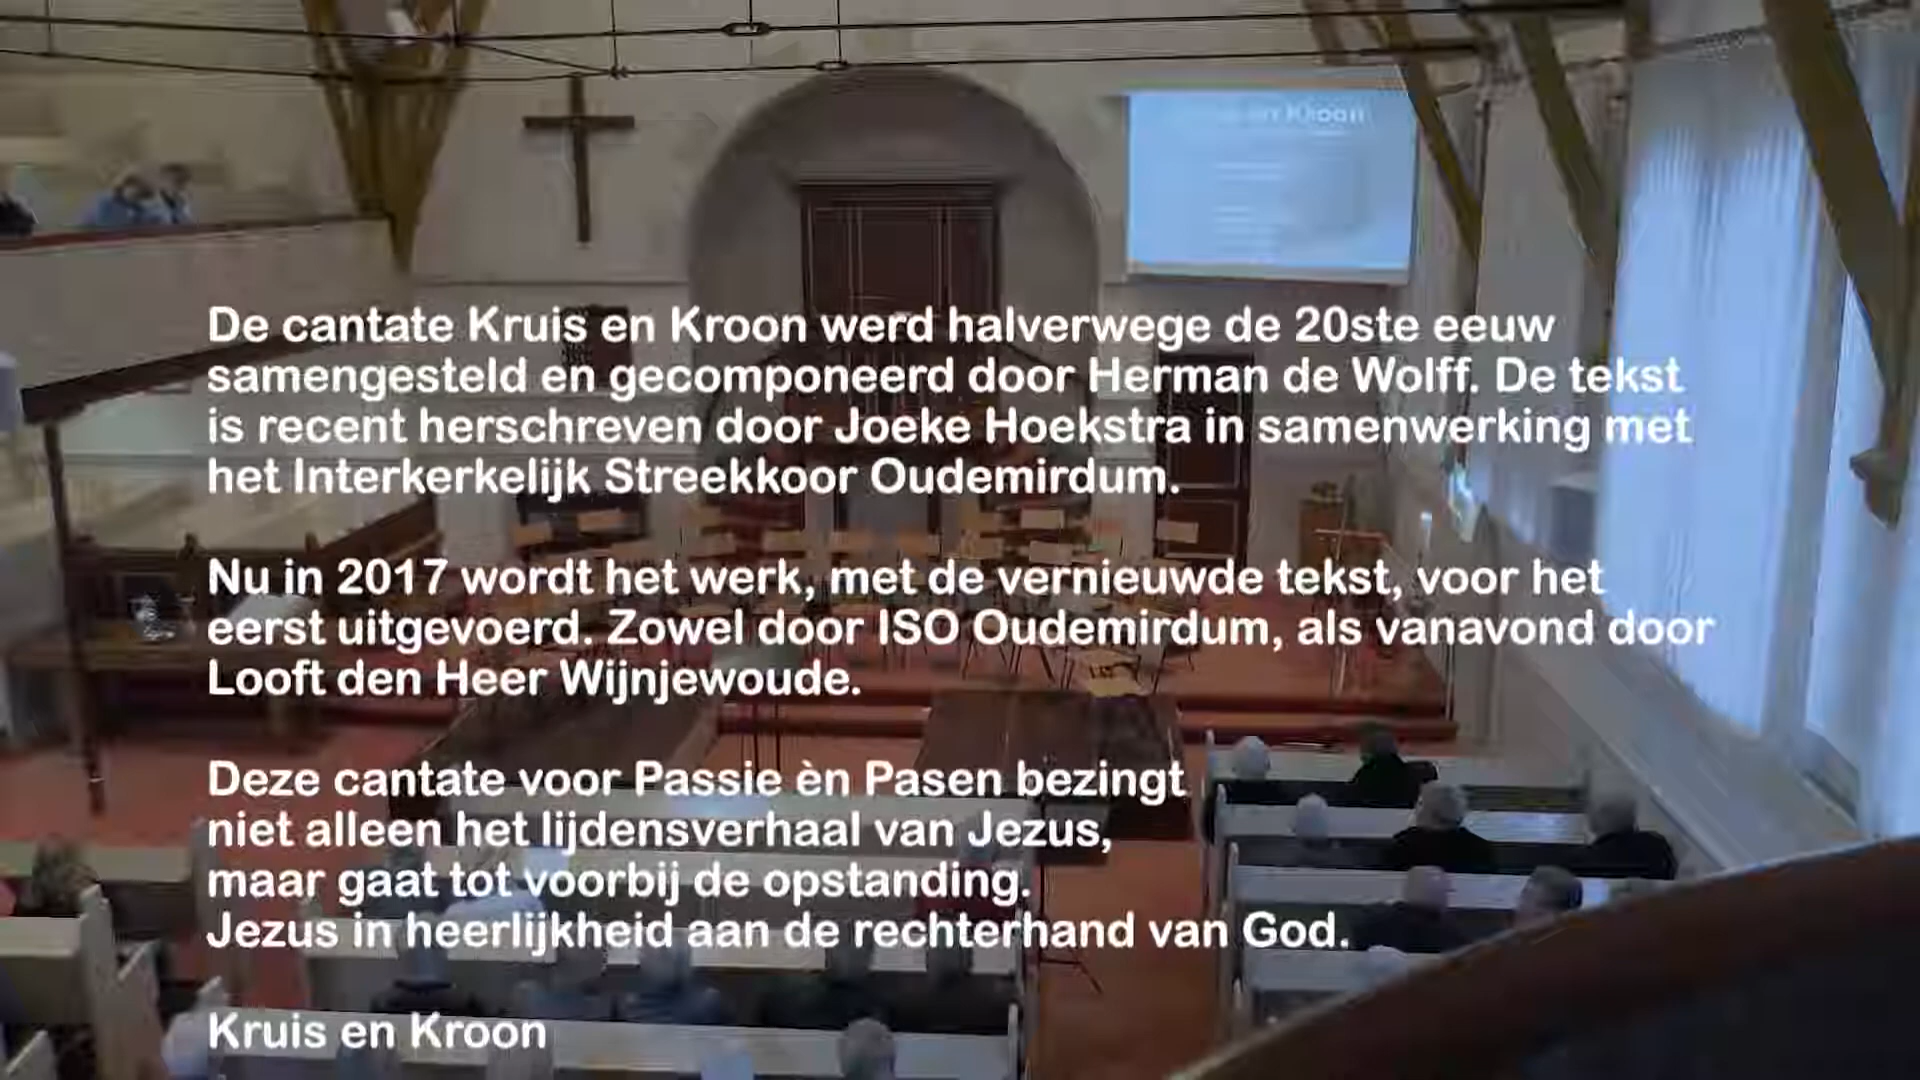 en Kroon
De cantate Kruis en Kroon werd halverwege de 20ste eeuw
samengesteld en gecomponeerd door Herman de Wolff. De tekst
is recent herschreven door Joeke Hoekstra in samenwerking met
het Interkerkelijk Streekkoor Oudemirdum.
Nu in 2017 wordt het werk, met de vernieuwde tekst, voor het
eerst uitgevoerd. Zowel door ISO Oudemirdum, als vanavond door
Looft den Heer Wijnjewoude.
Deze cantate voor Passie èn Pasen bezingt
niet alleen het lijdensverhaal van Jezus,
maar gaat tot voorbij de opstanding.
Jezus in heerlijkheid aan de rechterhand van God.
Kruis en Kroon